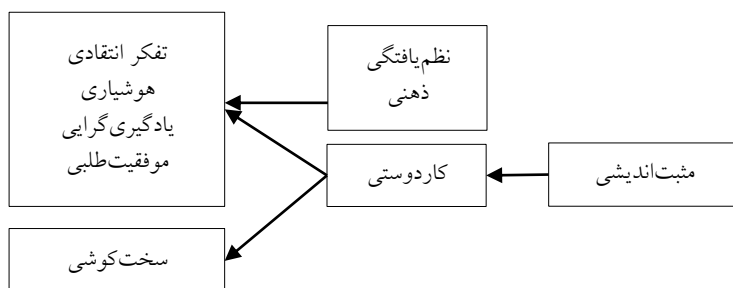 نظم‌یافتگی
ذهنی
تفکر انتقادی
هوشیاری
یادگیری‌گرایی
موفقیت‌طلبی
مثبت‌اندیشی
کاردوستی
سخت‌کوشی